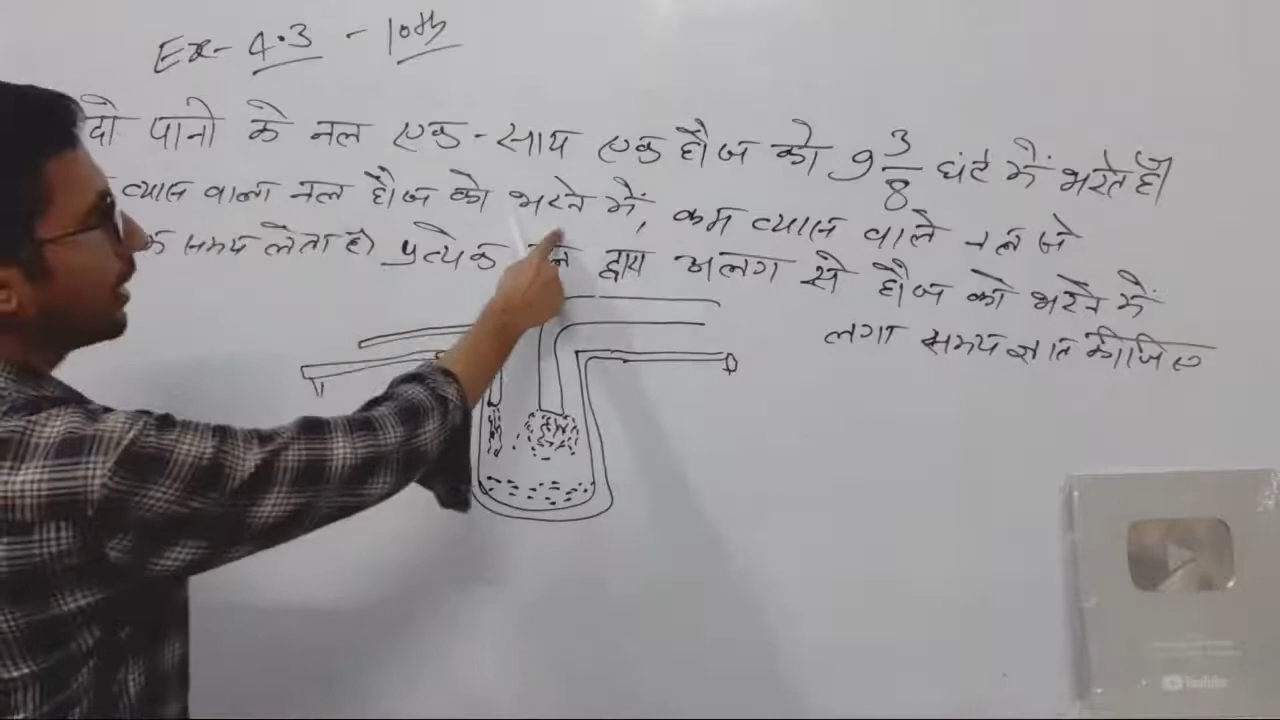 Ex- 4.3 - 10th
दो पानी के नल एक-साथ एक हौज को 9 3/8 घंटे में भरते हैं।
व्यास वाला नल हौज को भरने में, कम व्यास वाले नल से
समय लेता है। प्रत्येक द्वारा अलग से हौज को भरने में
लगा समय ज्ञात कीजिए
YouTube